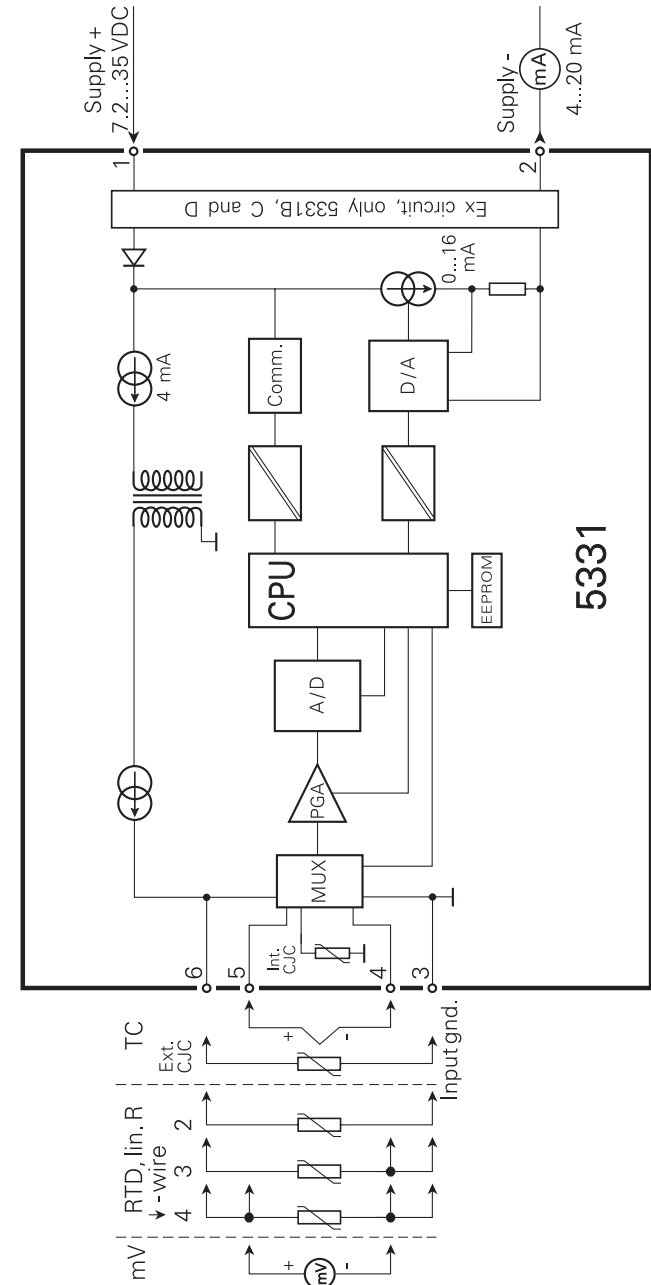 Supply +
7.2...35 VDC
Supply -
mA
4...20 mA
1
2
Ex circuit, only 5331B, C and D
4 mA
0...16
mA
Comm.
D/A
CPU
EEPROM
5331
A/D
PGA
MUX
Int.
CJC
6
5
4
3
TC
Ext.
CJC
+
-
Input gnd.
RTD, lin. R
-wire
2
3
4
mV
+
mV
-